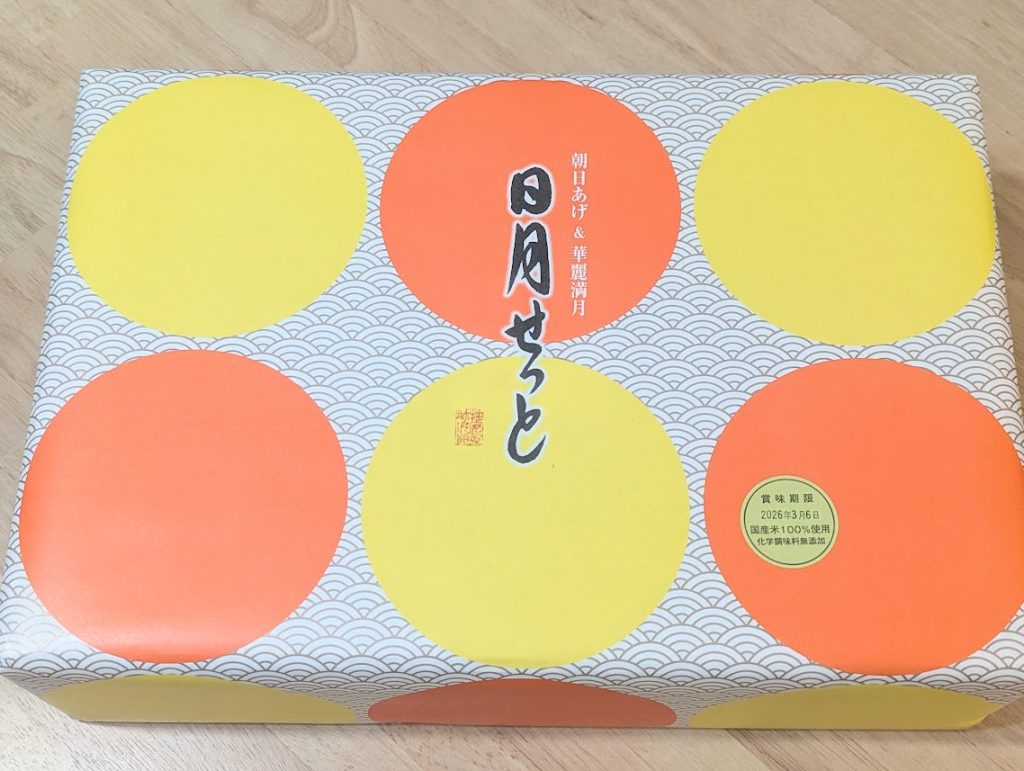 朝日あげ & 華麗満月
日月せっと
賞味期限
2026年3月6日
国産米100%使用
化学調味料無添加